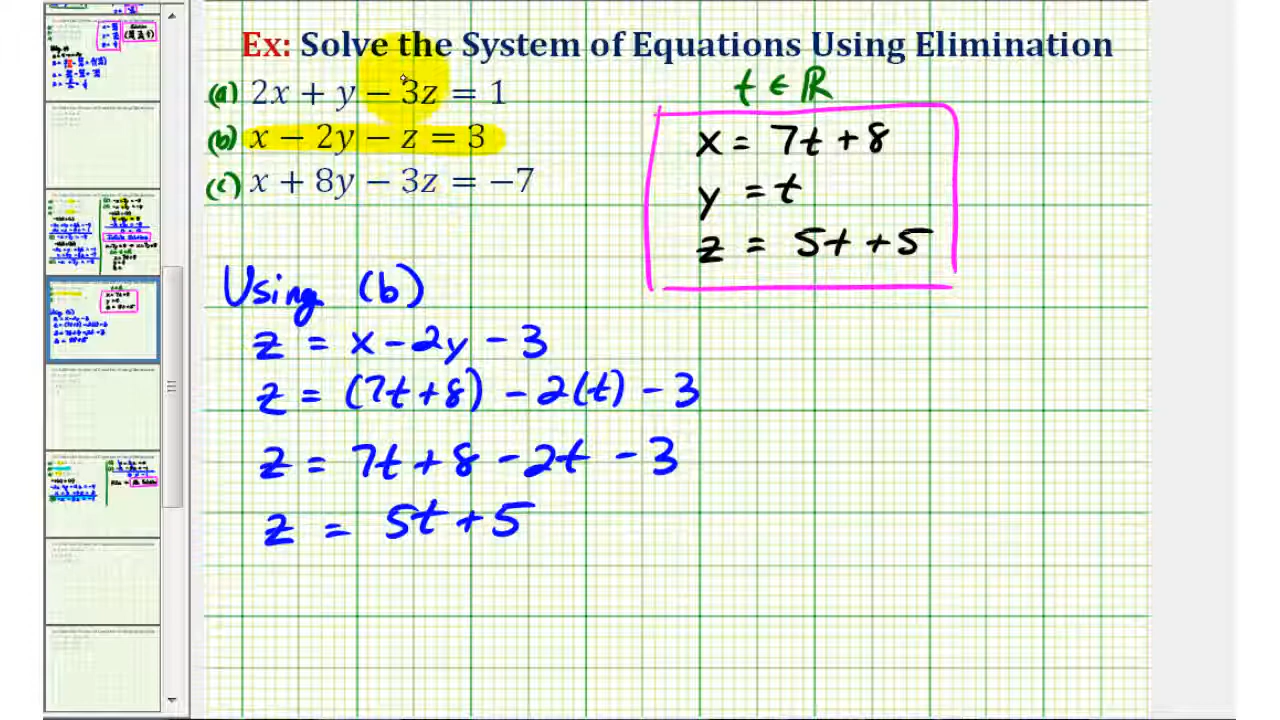 Ex: Solve the System of Equations Using Elimination
(a) 2x + y − 3z = 1
(b) x − 2y − z = 3
(c) x + 8y − 3z = −7
t ∈ ℝ
x = 7t + 8
y = t
z = 5t + 5
Using (b)
z = x − 2y − 3
z = (7t + 8) − 2(t) − 3
z = 7t + 8 − 2t − 3
z = 5t + 5